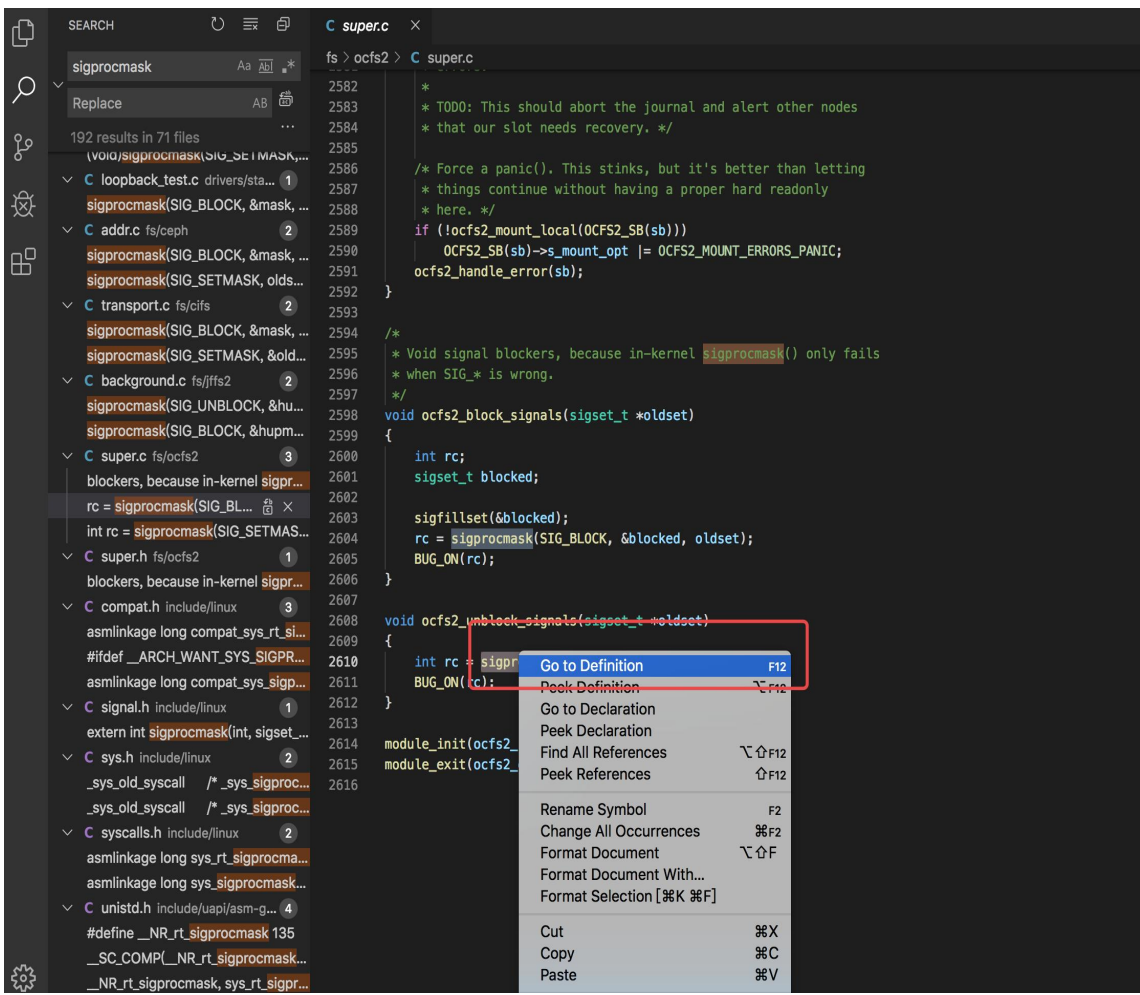 SEARCH
sigprocmask
Aa Abl .*
Replace
AB
192 results in 71 files
...
(void)sigprocmask(SIG_SETMASK,...
C loopback_test.c drivers/sta... 1
sigprocmask(SIG_BLOCK, &mask, ...
C addr.c fs/ceph 2
sigprocmask(SIG_BLOCK, &mask, ...
sigprocmask(SIG_SETMASK, olds...
C transport.c fs/cifs 2
sigprocmask(SIG_BLOCK, &mask, ...
sigprocmask(SIG_SETMASK, &old...
C background.c fs/jffs2 2
sigprocmask(SIG_UNBLOCK, &hu...
sigprocmask(SIG_BLOCK, &hupm...
C super.c fs/ocfs2 3
blockers, because in-kernel sigpr...
rc = sigprocmask(SIG_BL...
int rc = sigprocmask(SIG_SETMAS...
C super.h fs/ocfs2 1
blockers, because in-kernel sigpr...
C compat.h include/linux 3
asmlinkage long compat_sys_rt_si...
#ifdef __ARCH_WANT_SYS_SIGPR...
asmlinkage long compat_sys_sigp...
C signal.h include/linux 1
extern int sigprocmask(int, sigset_...
C sys.h include/linux 2
_sys_old_syscall /* _sys_sigproc...
_sys_old_syscall /* _sys_sigproc...
C syscalls.h include/linux 2
asmlinkage long sys_rt_sigprocma...
asmlinkage long sys_sigprocmask...
C unistd.h include/uapi/asm-g... 4
#define __NR_rt_sigprocmask 135
__SC_COMP(__NR_rt_sigprocmask...
__NR_rt_sigprocmask, sys_rt_sigpr...
C super.c ×
fs > ocfs2 > C super.c
2582 *
2583 * TODO: This should abort the journal and alert other nodes
2584 * that our slot needs recovery. */
2585
2586 /* Force a panic(). This stinks, but it's better than letting
2587 * things continue without having a proper hard readonly
2588 * here. */
2589 if (!ocfs2_mount_local(OCFS2_SB(sb)))
2590 OCFS2_SB(sb)->s_mount_opt |= OCFS2_MOUNT_ERRORS_PANIC;
2591 ocfs2_handle_error(sb);
2592 }
2593
2594 /*
2595 * Void signal blockers, because in-kernel sigprocmask() only fails
2596 * when SIG_* is wrong.
2597 */
2598 void ocfs2_block_signals(sigset_t *oldset)
2599 {
2600 int rc;
2601 sigset_t blocked;
2602
2603 sigfillset(&blocked);
2604 rc = sigprocmask(SIG_BLOCK, &blocked, oldset);
2605 BUG_ON(rc);
2606 }
2607
2608 void ocfs2_unblock_signals(sigset_t *oldset)
2609 {
2610 int rc = sigpr
2611 BUG_ON(rc);
2612 }
2613
2614 module_init(ocfs2_
2615 module_exit(ocfs2_
2616
Go to Definition F12
Peek Definition ⌥F12
Go to Declaration
Peek Declaration
Find All References ⌥⇧F12
Peek References ⇧F12
Rename Symbol F2
Change All Occurrences ⌘F2
Format Document ⌥⇧F
Format Document With...
Format Selection [⌘K ⌘F]
Cut ⌘X
Copy ⌘C
Paste ⌘V